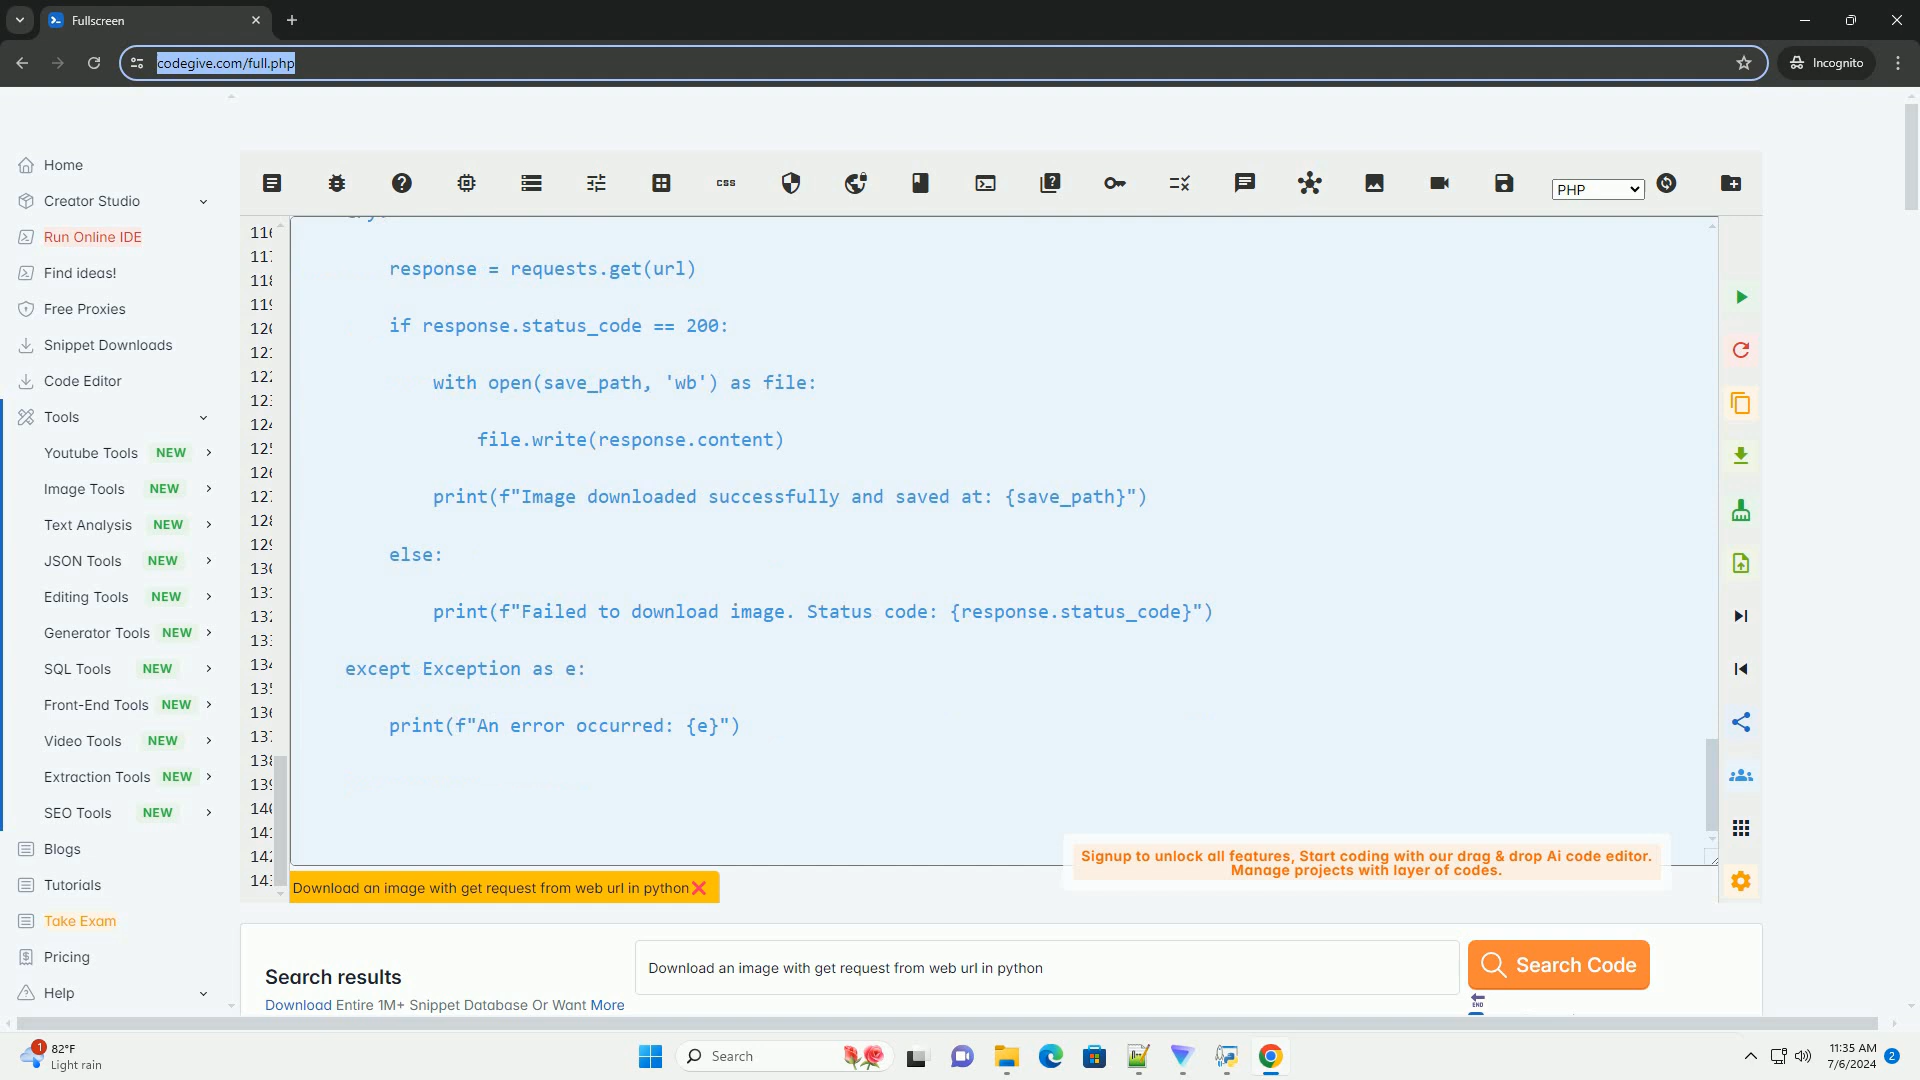 Fullscreen
codegive.com/full.php
Incognito
Home
Creator Studio
Run Online IDE
Find ideas!
Free Proxies
Snippet Downloads
Code Editor
Tools
Youtube Tools NEW
Image Tools NEW
Text Analysis NEW
JSON Tools NEW
Editing Tools NEW
Generator Tools NEW
SQL Tools NEW
Front-End Tools NEW
Video Tools NEW
Extraction Tools NEW
SEO Tools NEW
Blogs
Tutorials
Take Exam
Pricing
Help
CSS
PHP
response = requests.get(url)
if response.status_code == 200:
with open(save_path, 'wb') as file:
file.write(response.content)
print(f"Image downloaded successfully and saved at: {save_path}")
else:
print(f"Failed to download image. Status code: {response.status_code}")
except Exception as e:
print(f"An error occurred: {e}")
Signup to unlock all features, Start coding with our drag & drop Ai code editor.
Manage projects with layer of codes.
Download an image with get request from web url in python
Search results
Download Entire 1M+ Snippet Database Or Want More
Download an image with get request from web url in python
Search Code
END
1
82°F
Light rain
Search
11:35 AM
7/6/2024
2